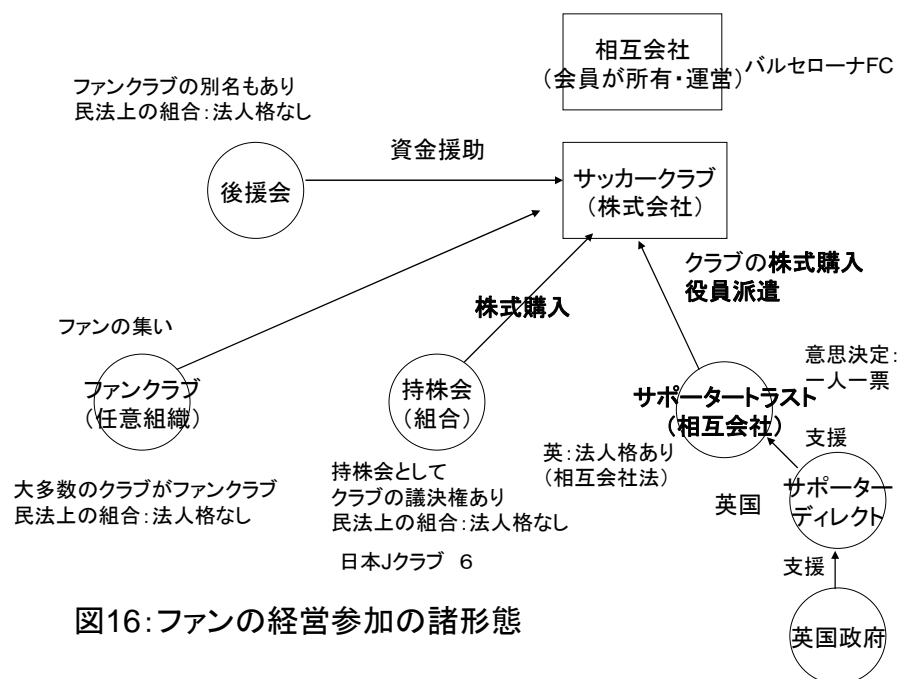 相互会社
(会員が所有・運営)
バルセローナFC
ファンクラブの別名もあり
民法上の組合:法人格なし
資金援助
後援会
サッカークラブ
(株式会社)
クラブの株式購入
役員派遣
株式購入
ファンの集い
意思決定:
一人一票
ファンクラブ
(任意組織)
持株会
(組合)
サポータートラスト
(相互会社)
支援
英:法人格あり
(相互会社法)
大多数のクラブがファンクラブ
民法上の組合:法人格なし
持株会として
クラブの議決権あり
民法上の組合:法人格なし
英国
サポーター
ディレクト
日本Jクラブ 6
支援
図16:ファンの経営参加の諸形態
英国政府